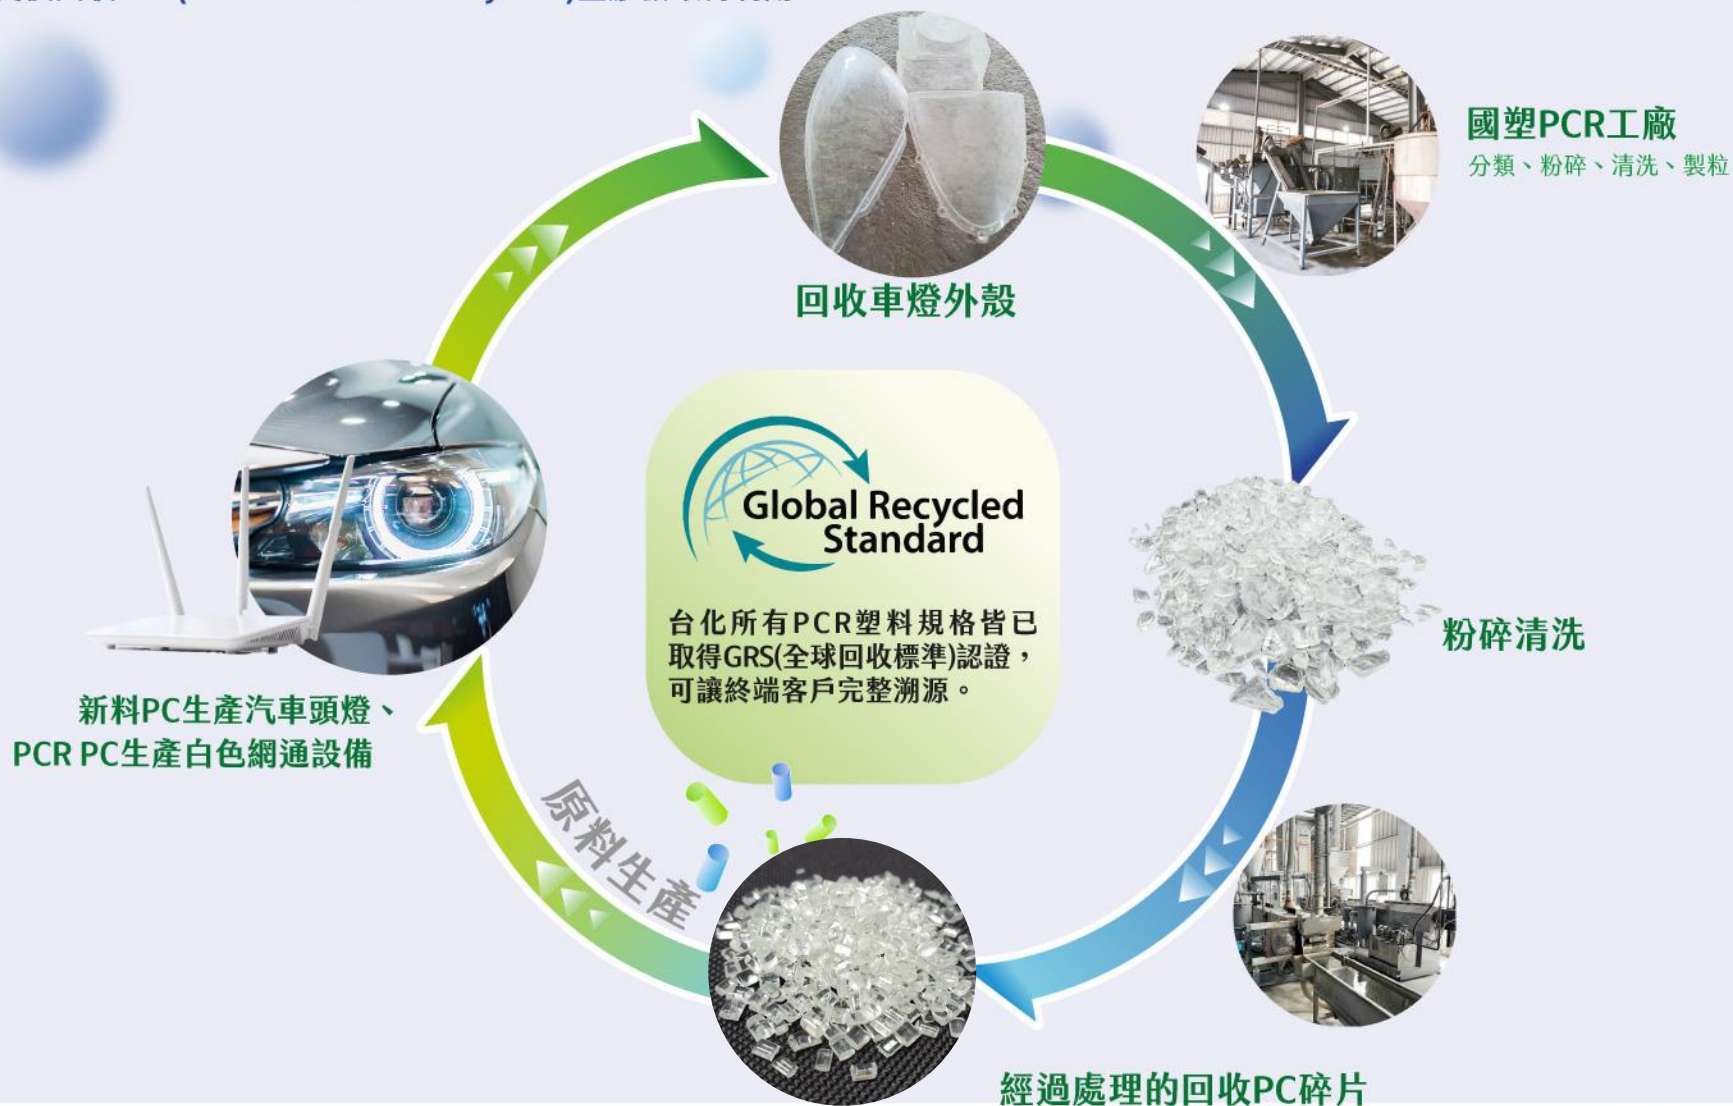 國塑PCR工廠
分類、粉碎、清洗、製粒
回收車燈外殼
Global Recycled
Standard
台化所有PCR塑料規格皆已
取得GRS(全球回收標準)認證，
可讓終端客戶完整溯源。
粉碎清洗
新料PC生產汽車頭燈、
PCR PC生產白色網通設備
原料生產
經過處理的回收PC碎片